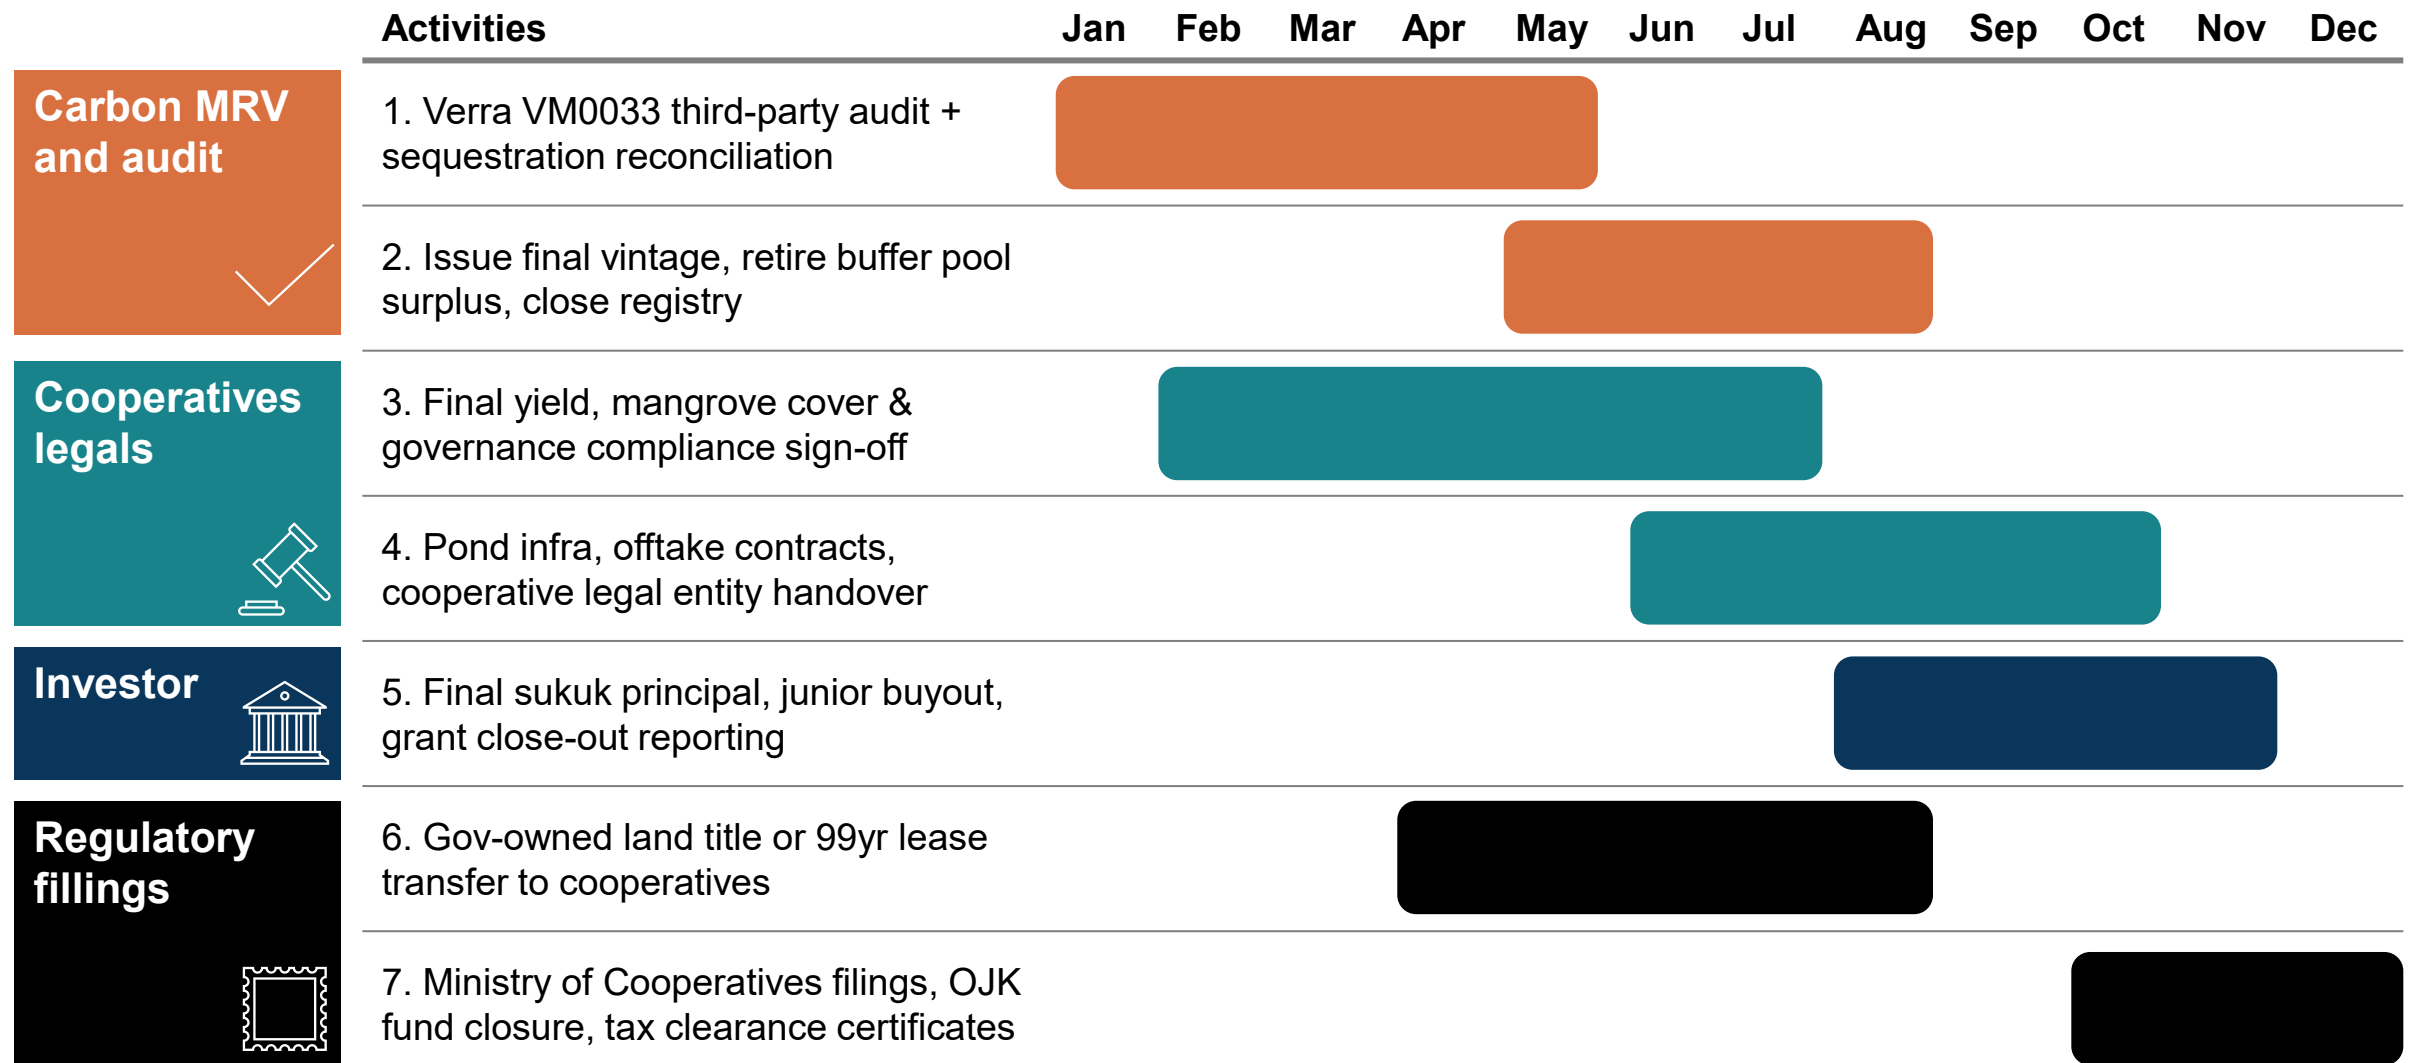 Activities Jan Feb Mar Apr May Jun Jul Aug Sep Oct Nov Dec
Carbon MRV
and audit
1. Verra VM0033 third-party audit +
sequestration reconciliation
2. Issue final vintage, retire buffer pool
surplus, close registry
Cooperatives
legals
3. Final yield, mangrove cover &
governance compliance sign-off
4. Pond infra, offtake contracts,
cooperative legal entity handover
Investor
5. Final sukuk principal, junior buyout,
grant close-out reporting
Regulatory
fillings
6. Gov-owned land title or 99yr lease
transfer to cooperatives
7. Ministry of Cooperatives filings, OJK
fund closure, tax clearance certificates